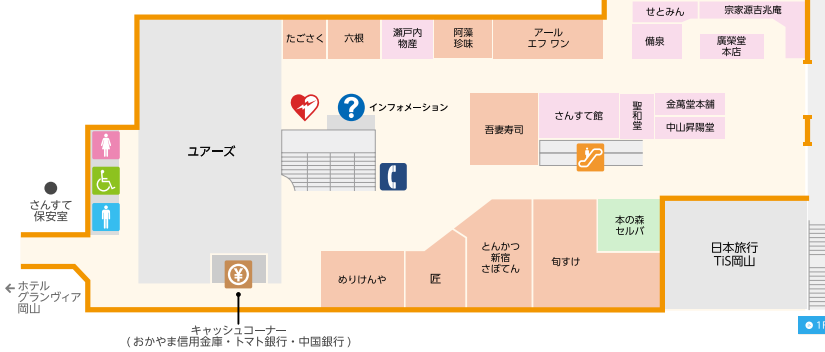 せとみん
宗家源吉兆庵
たごさく
六根
瀬戸内
物産
阿藻
珍味
アール
エフ ワン
備泉
廣榮堂
本店
インフォメーション
吾妻寿司
さんすて館
聖和堂
金萬堂本舗
中山昇陽堂
ユアーズ
さんすて
保安室
本の森
セルバ
とんかつ
新宿
さぼてん
旬すけ
日本旅行
TiS岡山
めりけんや
匠
ホテル
グランヴィア
岡山
キャッシュコーナー
(おかやま信用金庫・トマト銀行・中国銀行)